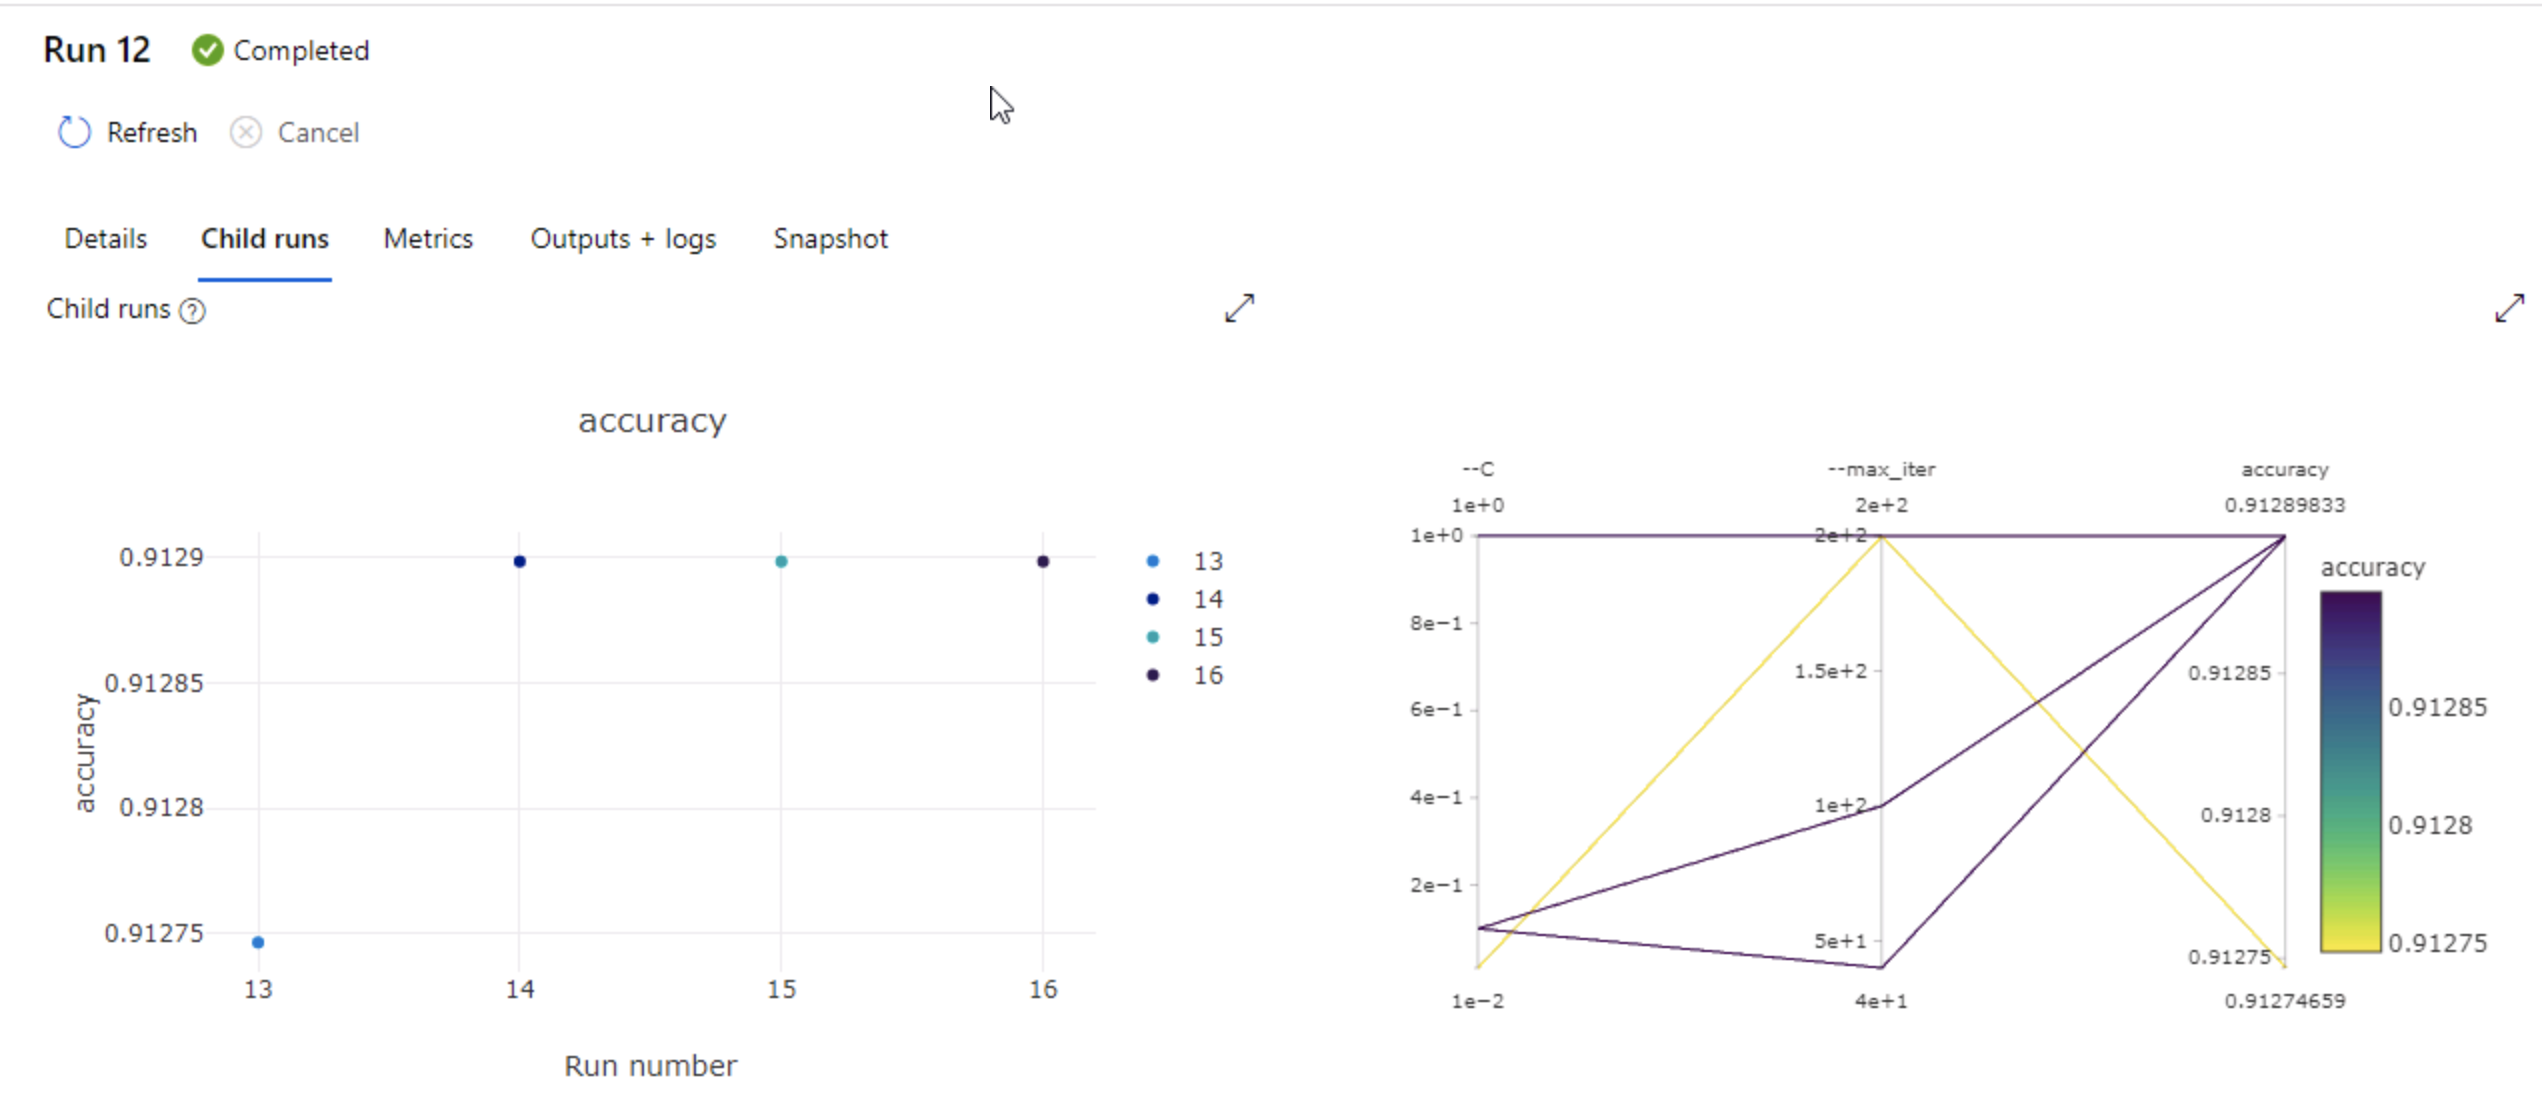 Run 12 Completed
Refresh Cancel
Details Child runs Metrics Outputs + logs Snapshot
Child runs ?
accuracy
accuracy
0.9129
0.91285
0.9128
0.91275
13 14 15 16
Run number
13
14
15
16
--C --max_iter accuracy
1e+0 2e+2 0.91289833
1e+0
8e−1
6e−1
4e−1
2e−1
1e−2
2e+2
1.5e+2
1e+2
5e+1
4e+1
0.91285
0.9128
0.91275
0.91274659
accuracy
0.91285
0.9128
0.91275